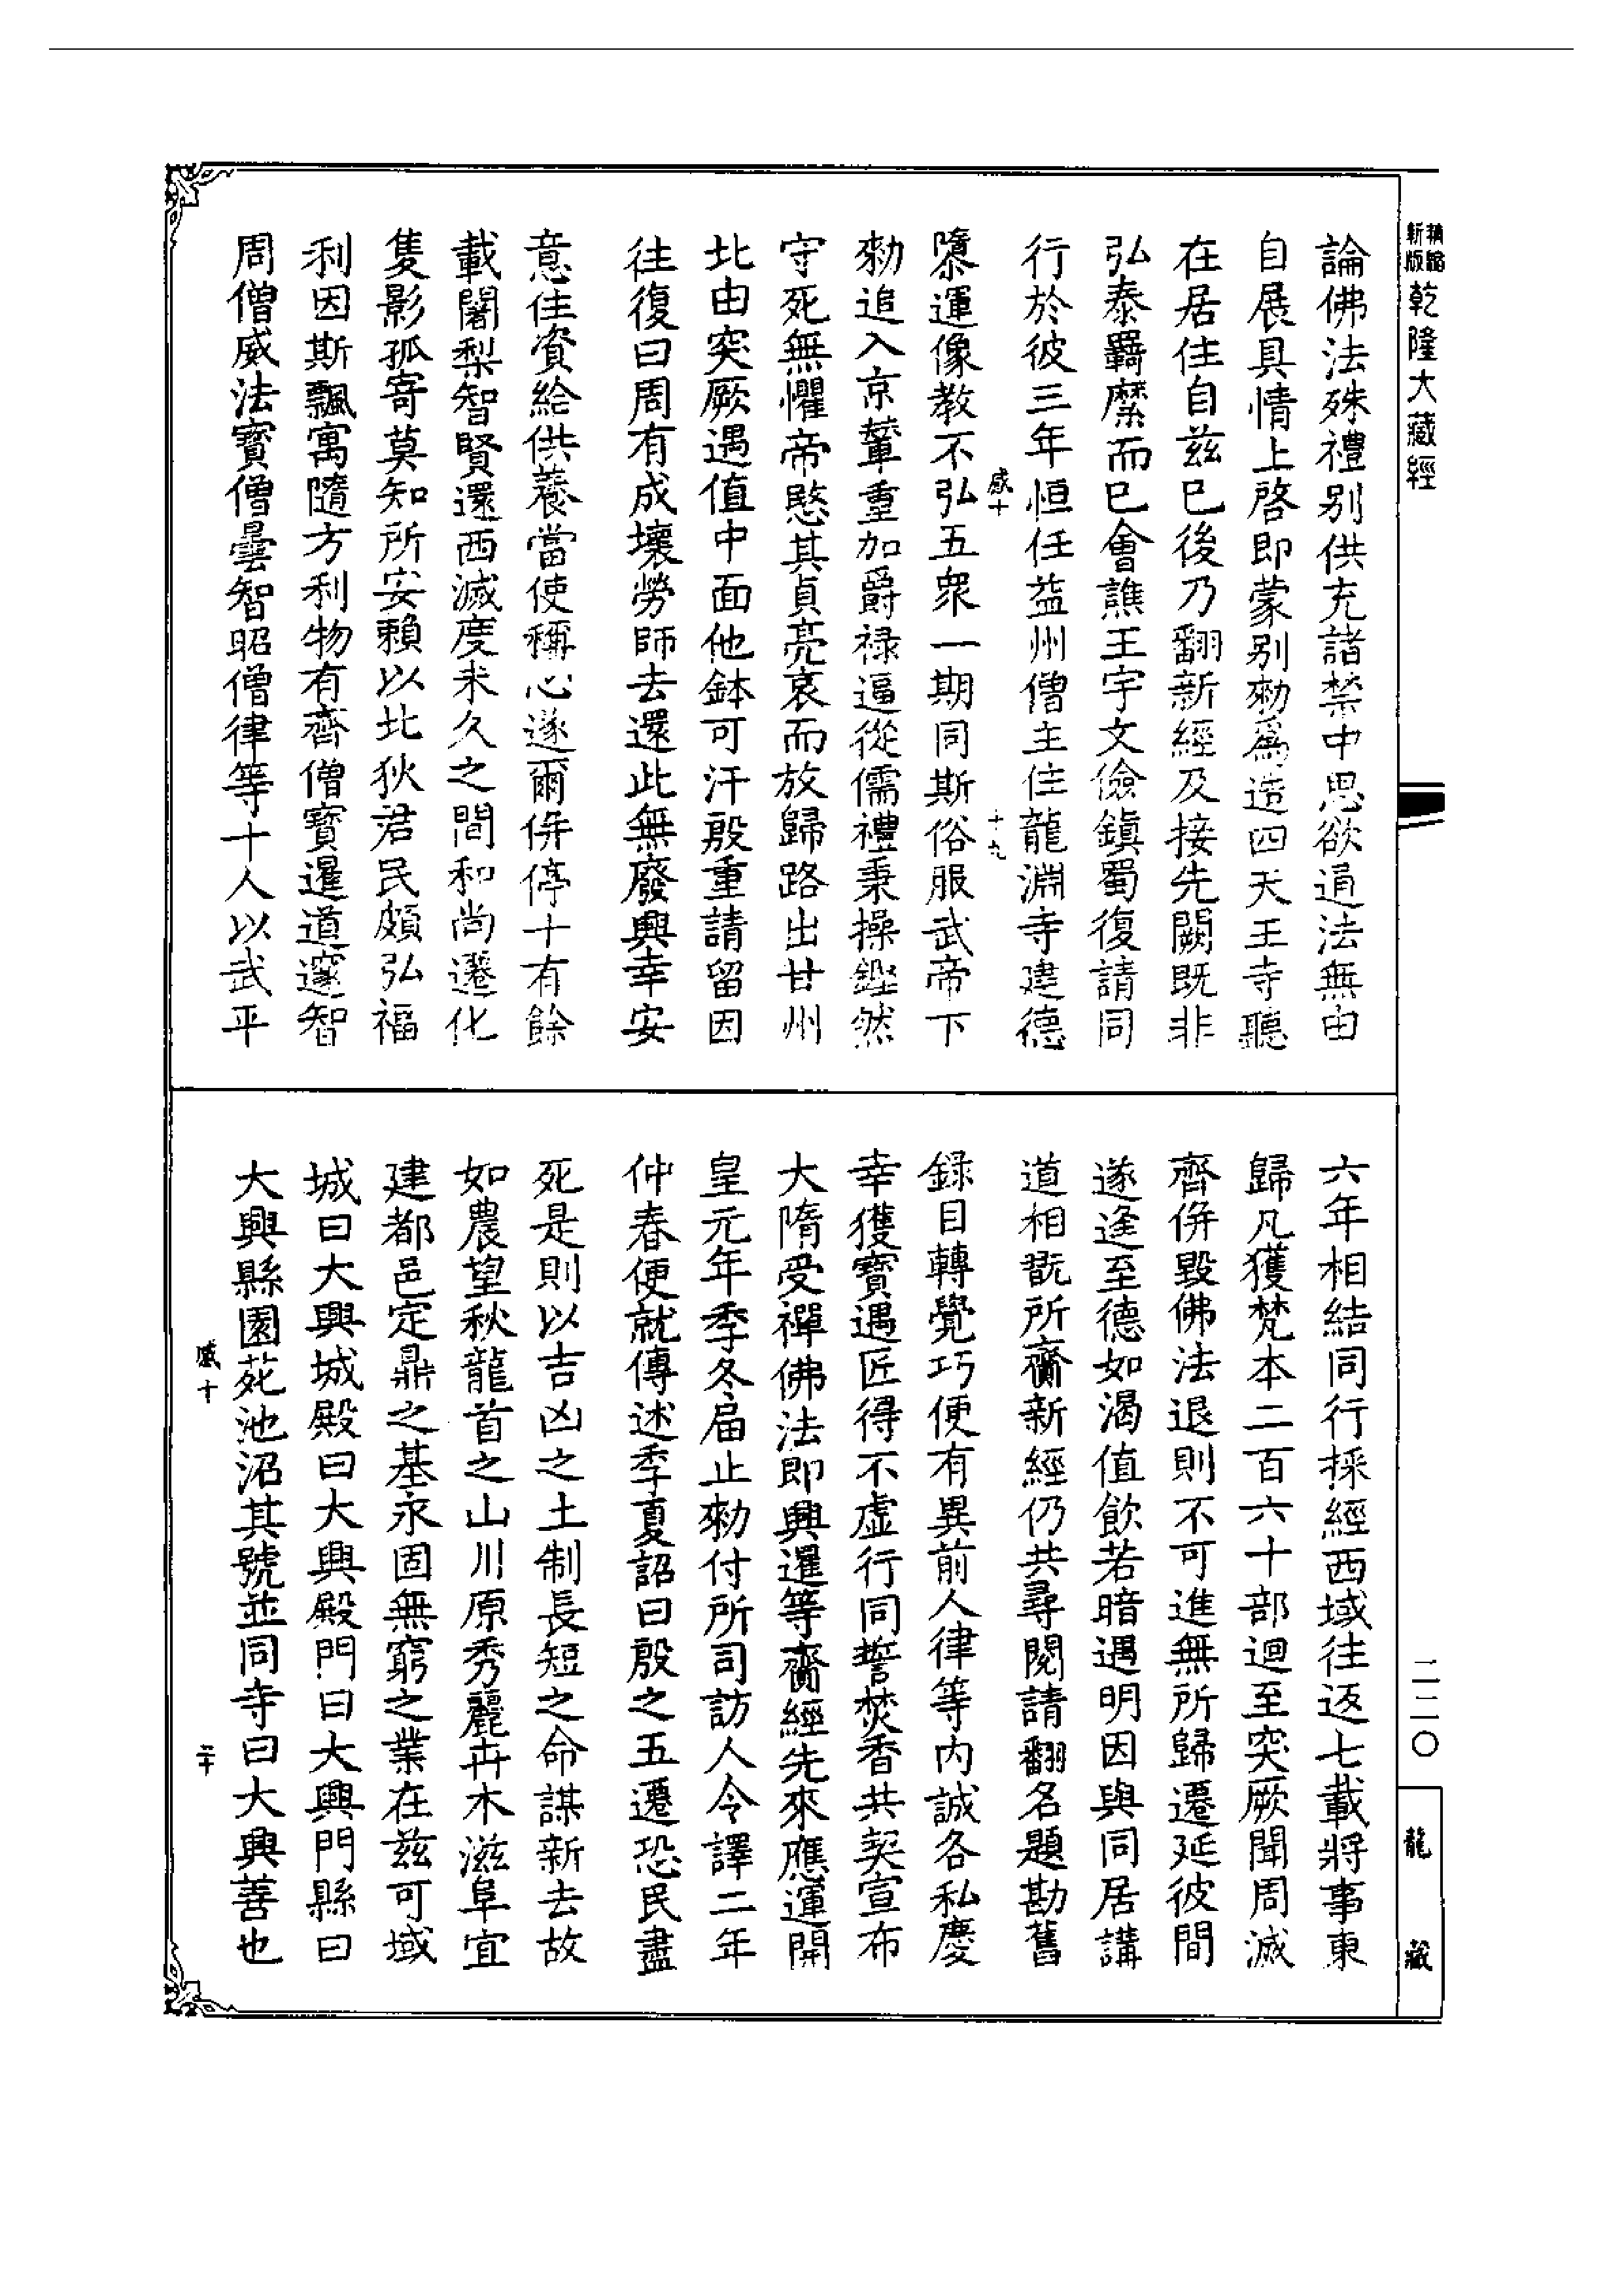 新版
精縮
乾隆大藏經
論佛法殊禮别供充諸禁中思欲通法無由
自展具情上啓即蒙别勑爲造四天王寺聽
在居住自兹已後乃翻新經及接先闕既非
弘泰羇縻而已會譙王宇文儉鎮蜀復請同
行於彼三年恒任益州僧主住龍淵寺建德
感十
十九
隳運像教不弘五衆一期同斯俗服武帝下
勑追入京輦重加爵禄逼從儒禮秉操鏗然
守死無懼帝愍其貞亮哀而放歸路出甘州
北由突厥遇值中面他鉢可汗殷重請留因
往復曰周有成壞勞師去還此無廢興幸安
意住資給供養當使稱心遂爾併停十有餘
載闍梨智賢還西滅度未久之間和尚遷化
隻影孤寄莫知所安賴以北狄君民頗弘福
利因斯飄寓隨方利物有齊僧寶暹道邃智
周僧威法寶僧曇智昭僧律等十人以武平
六年相結同行採經西域往返七載將事東
歸凡獲梵本二百六十部迴至突厥聞周滅
齊併毀佛法退則不可進無所歸遷延彼間
遂逢至德如渴值飲若暗遇明因與同居講
道相翫所齎新經仍共尋閱請翻名題勘舊
録目轉覺巧便有異前人律等内誠各私慶
幸獲寶遇匠得不虛行同誓焚香共契宣布
大隋受禪佛法即興暹等齎經先來應運開
皇元年季冬届止勑付所司訪人令譯二年
仲春便就傳述季夏詔曰殷之五遷恐民盡
死是則以吉凶之土制長短之命謀新去故
如農望秋龍首之山川原秀麗卉木滋阜宜
建都邑定鼎之基永固無窮之業在兹可域
城曰大興城殿曰大興殿門曰大興門縣曰
大興縣園苑池沼其號並同寺曰大興善也
感十
二十
二二〇
龍藏